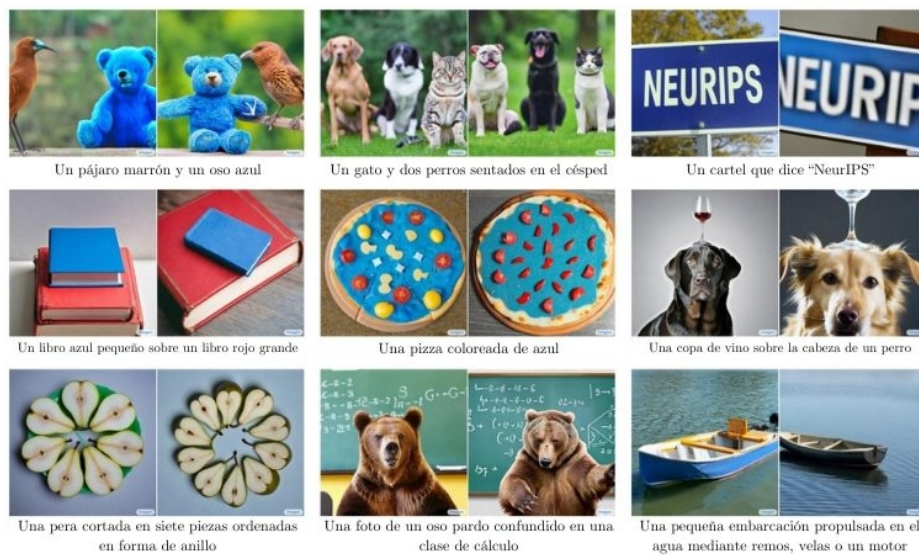 NEURIPS
NEURIP
Un pájaro marrón y un oso azul
Un gato y dos perros sentados en el césped
Un cartel que dice “NeurIPS”
Un libro azul pequeño sobre un libro rojo grande
Una pizza coloreada de azul
Una copa de vino sobre la cabeza de un perro
Una pera cortada en siete piezas ordenadas
en forma de anillo
Una foto de un oso pardo confundido en una
clase de cálculo
Una pequeña embarcación propulsada en el
agua mediante remos, velas o un motor